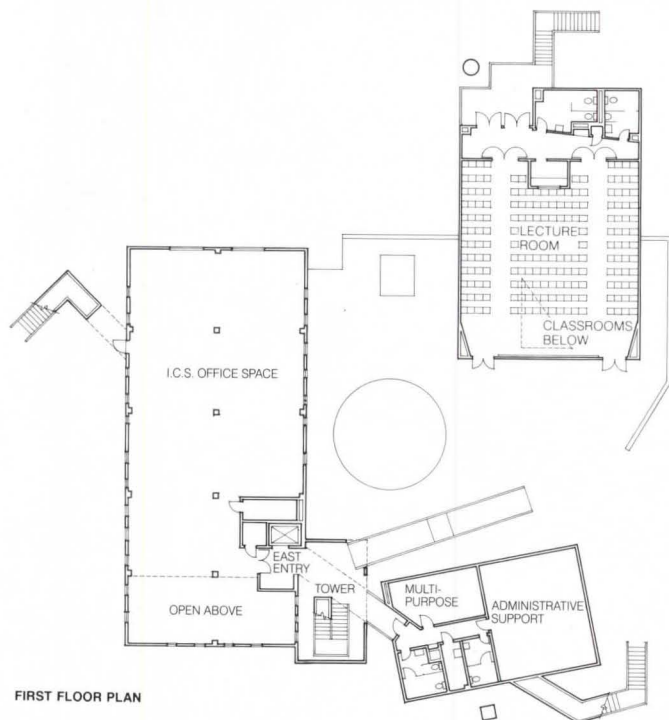 LECTURE
ROOM
CLASSROOMS
BELOW
I.C.S. OFFICE SPACE
EAST
ENTRY
TOWER
MULTI-
PURPOSE
ADMINISTRATIVE
SUPPORT
OPEN ABOVE
FIRST FLOOR PLAN